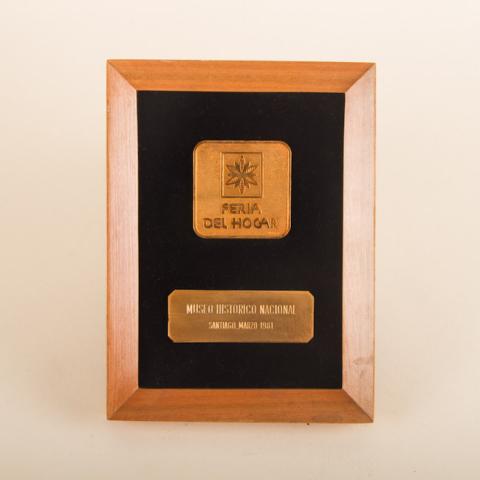 FERIA
DEL HOGAR
MUSEO HISTORICO NACIONAL
SANTIAGO, MARZO 1981